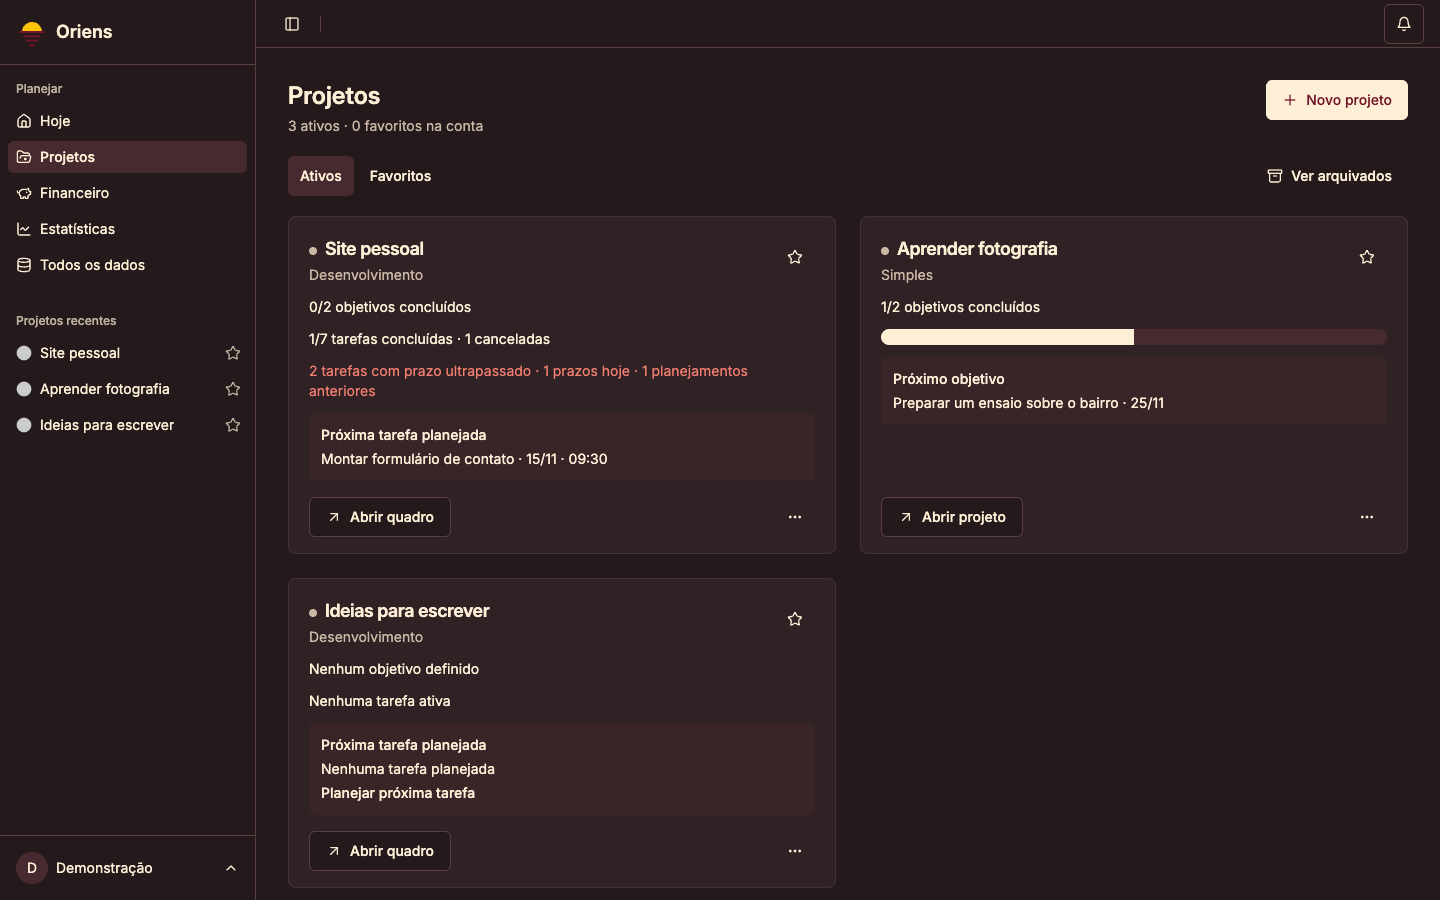 Oriens
Planejar
Hoje
Projetos
Financeiro
Estatísticas
Todos os dados
Projetos recentes
Site pessoal
Aprender fotografia
Ideias para escrever
D
Demonstração
Projetos
3 ativos · 0 favoritos na conta
Novo projeto
Ativos
Favoritos
Ver arquivados
Site pessoal
Desenvolvimento
0/2 objetivos concluídos
1/7 tarefas concluídas · 1 canceladas
2 tarefas com prazo ultrapassado · 1 prazos hoje · 1 planejamentos
anteriores
Próxima tarefa planejada
Montar formulário de contato · 15/11 · 09:30
Abrir quadro
Aprender fotografia
Simples
1/2 objetivos concluídos
Próximo objetivo
Preparar um ensaio sobre o bairro · 25/11
Abrir projeto
Ideias para escrever
Desenvolvimento
Nenhum objetivo definido
Nenhuma tarefa ativa
Próxima tarefa planejada
Nenhuma tarefa planejada
Planejar próxima tarefa
Abrir quadro